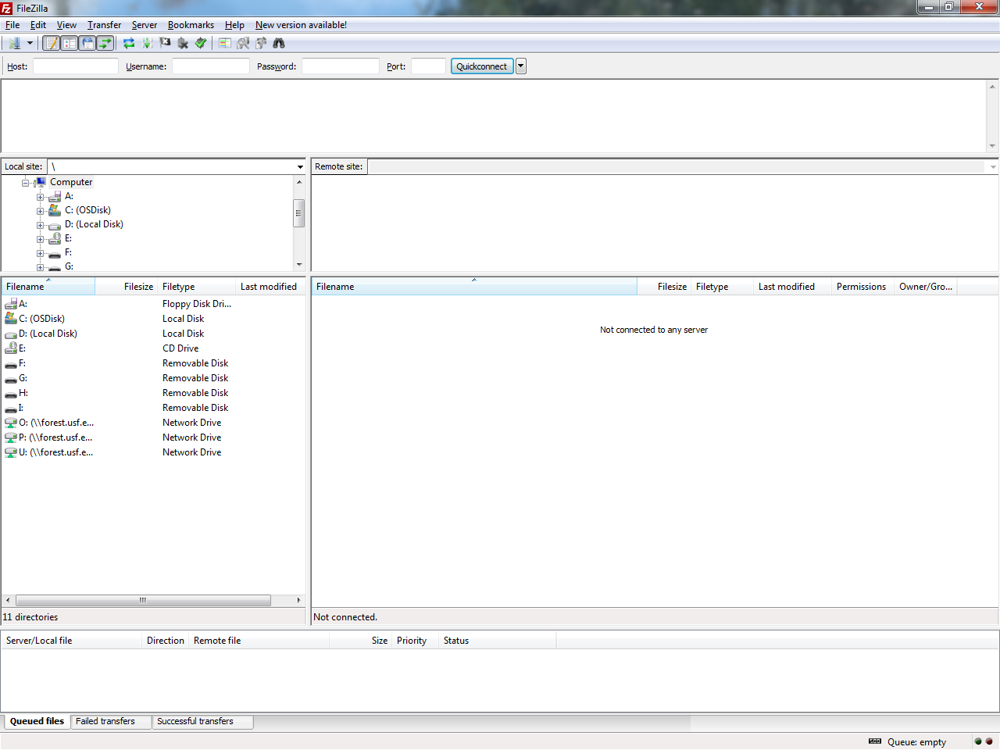 FileZilla
File Edit View Transfer Server Bookmarks Help New version available!
Host: Username: Password: Port: Quickconnect
Local site: \
Remote site:
Computer
A:
C: (OSDisk)
D: (Local Disk)
E:
F:
G:
Filename Filesize Filetype Last modified
A: Floppy Disk Dri...
C: (OSDisk) Local Disk
D: (Local Disk) Local Disk
E: CD Drive
F: Removable Disk
G: Removable Disk
H: Removable Disk
I: Removable Disk
O: (\\forest.usf.e... Network Drive
P: (\\forest.usf.e... Network Drive
U: (\\forest.usf.e... Network Drive
11 directories
Filename Filesize Filetype Last modified Permissions Owner/Gro...
Not connected to any server
Not connected.
Server/Local file Direction Remote file Size Priority Status
Queued files Failed transfers Successful transfers
Queue: empty